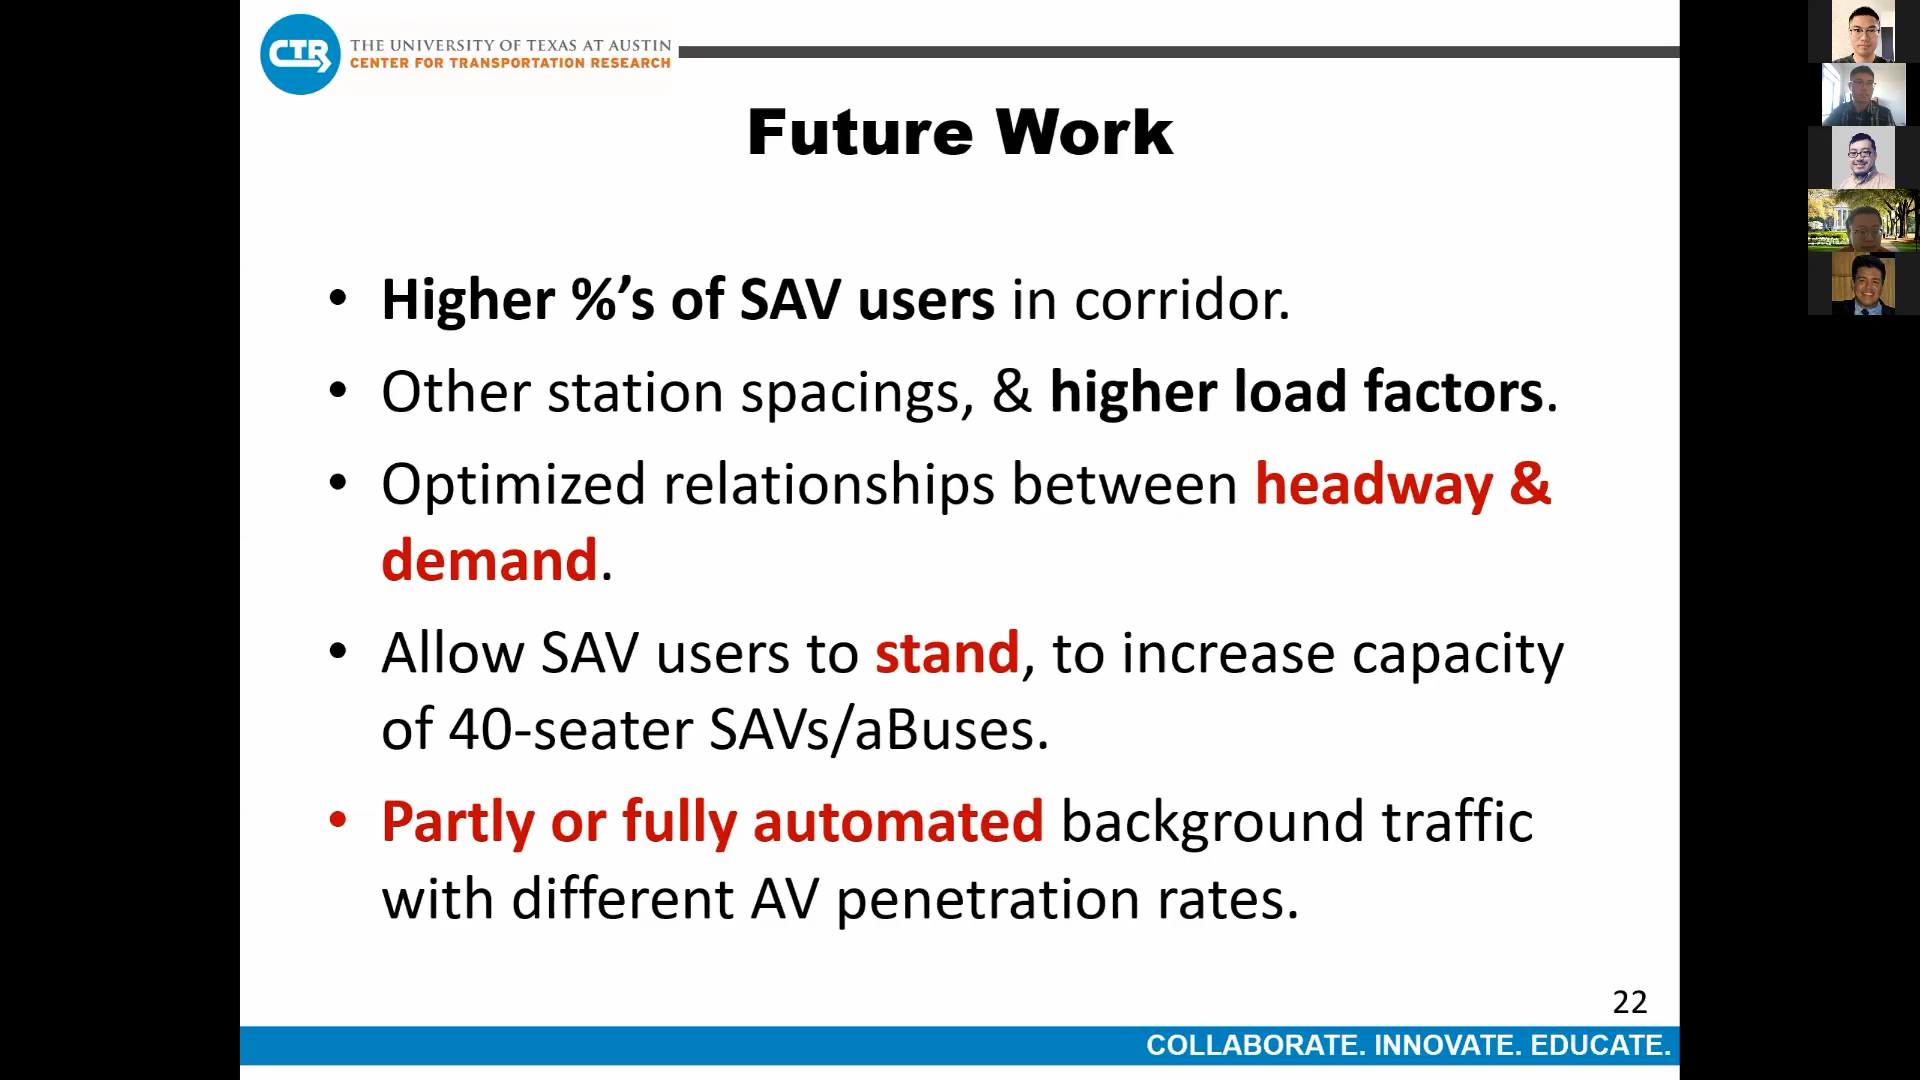 CTR
THE UNIVERSITY OF TEXAS AT AUSTIN
CENTER FOR TRANSPORTATION RESEARCH
Future Work
• Higher %’s of SAV users in corridor.
• Other station spacings, & higher load factors.
• Optimized relationships between headway &
demand.
• Allow SAV users to stand, to increase capacity
of 40-seater SAVs/aBuses.
• Partly or fully automated background traffic
with different AV penetration rates.
22
COLLABORATE. INNOVATE. EDUCATE.